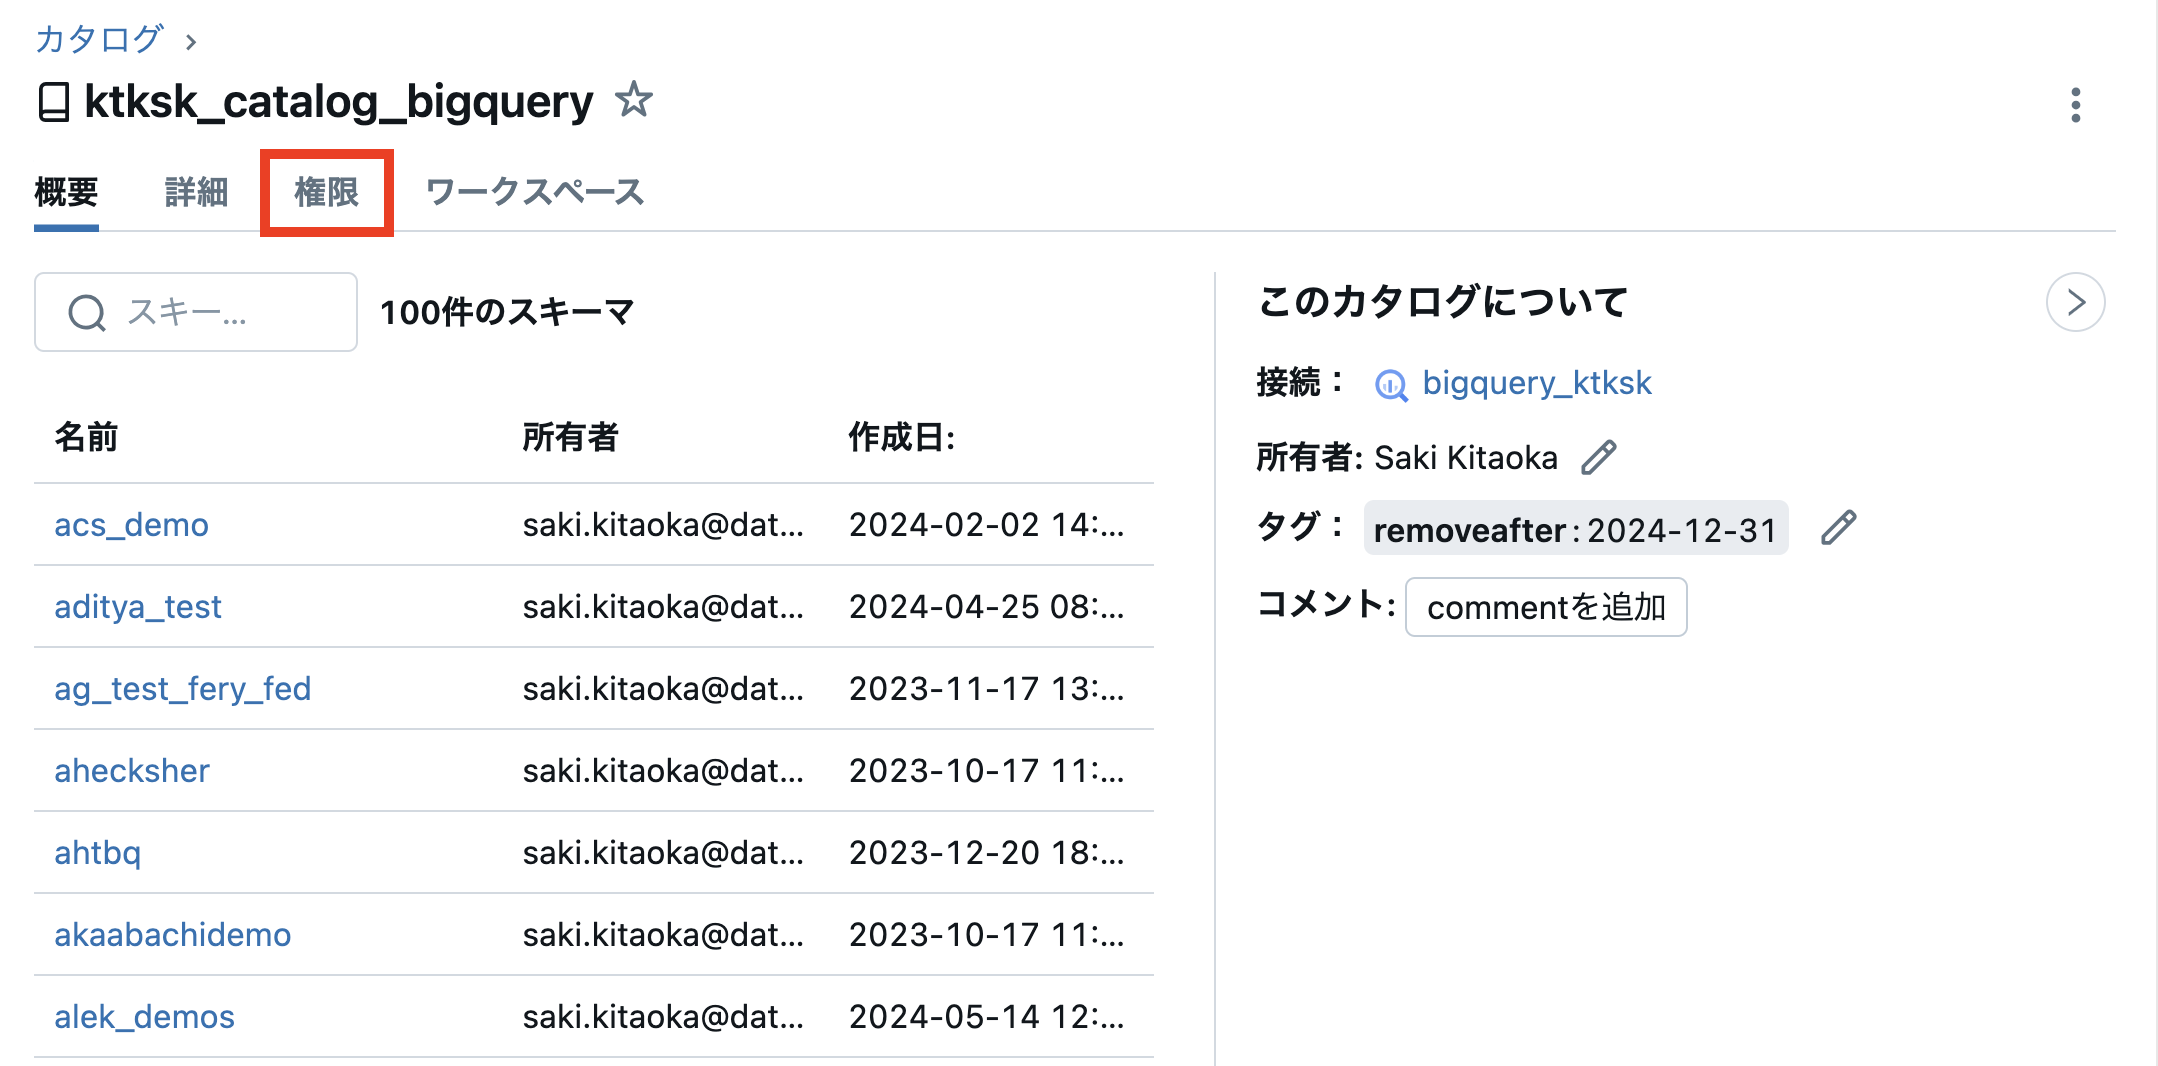 カタログ ›
ktksk_catalog_bigquery
概要 詳細 権限 ワークスペース
スキー... 100件のスキーマ
名前 所有者 作成日:
acs_demo saki.kitaoka@dat... 2024-02-02 14:...
aditya_test saki.kitaoka@dat... 2024-04-25 08:...
ag_test_fery_fed saki.kitaoka@dat... 2023-11-17 13:...
ahecksher saki.kitaoka@dat... 2023-10-17 11:...
ahtbq saki.kitaoka@dat... 2023-12-20 18:...
akaabachidemo saki.kitaoka@dat... 2023-10-17 11:...
alek_demos saki.kitaoka@dat... 2024-05-14 12:...
このカタログについて
接続： bigquery_ktksk
所有者: Saki Kitaoka
タグ： removeafter : 2024-12-31
コメント: commentを追加